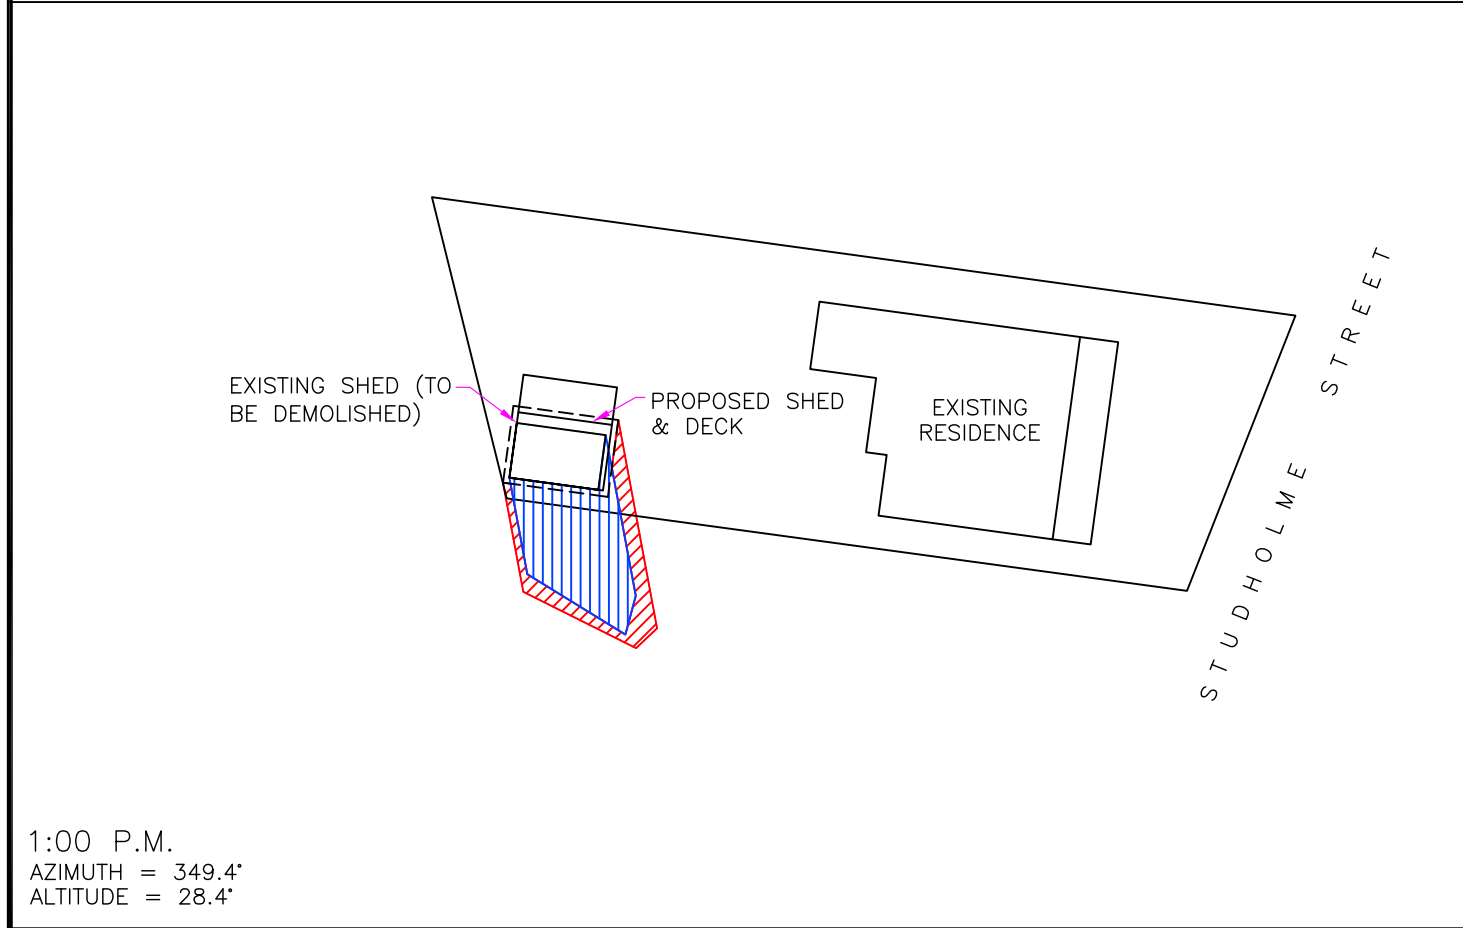 EXISTING SHED (TO
BE DEMOLISHED)
PROPOSED SHED
& DECK
EXISTING
RESIDENCE
STUDHOLME STREET
1:00 P.M.
AZIMUTH = 349.4°
ALTITUDE = 28.4°